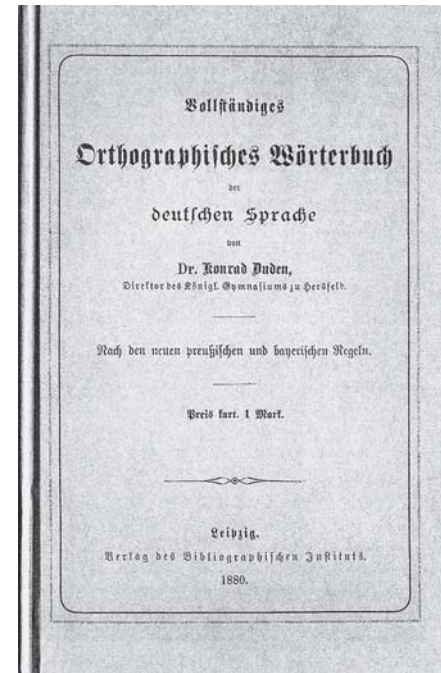 Vollständiges
Orthographisches Wörterbuch
der
deutschen Sprache
von
Dr. Konrad Duden,
Direktor des Königl. Gymnasiums zu Hersfeld.
Nach den neuen preußischen und bayerischen Regeln.
Preis kart. 1 Mark.
Leipzig.
Verlag des Bibliographischen Instituts.
1880.